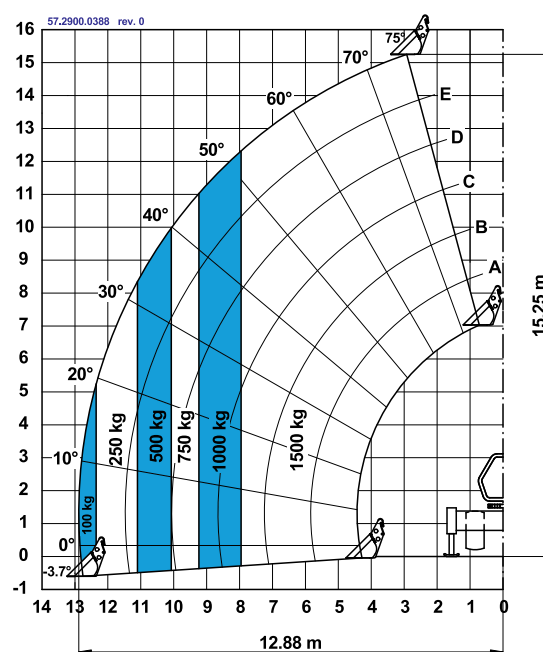 57.2900.0388 rev. 0
16
15
14
13
12
11
10
9
8
7
6
5
4
3
2
1
0
-1
75°
70°
60°
50°
40°
30°
20°
10°
0°
-3.7°
E
D
C
B
A
100 kg
250 kg
500 kg
750 kg
1000 kg
1500 kg
15.25 m
14 13 12 11 10 9 8 7 6 5 4 3 2 1 0
12.88 m